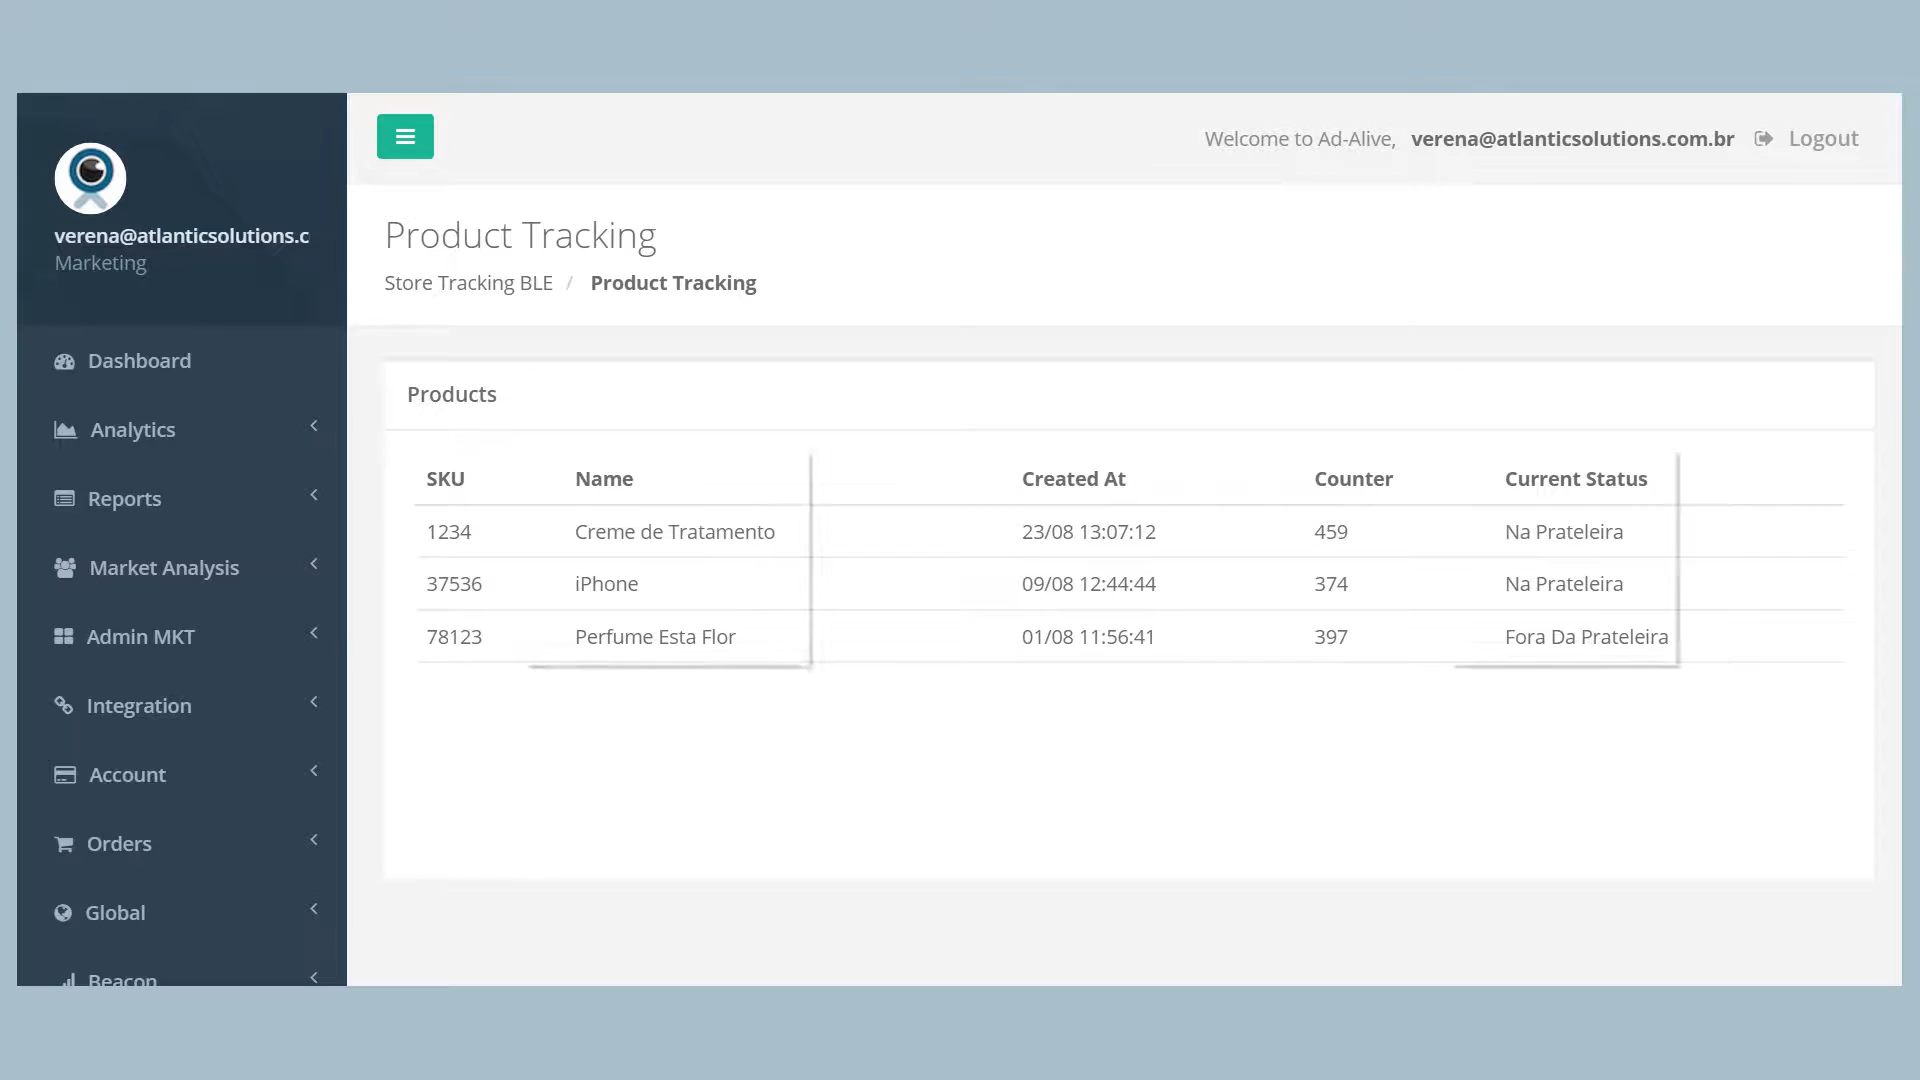 Welcome to Ad-Alive, verena@atlanticsolutions.com.br Logout
verena@atlanticsolutions.c
Marketing
Dashboard
Analytics
Reports
Market Analysis
Admin MKT
Integration
Account
Orders
Global
Beacon
Product Tracking
Store Tracking BLE / Product Tracking
Products
SKU Name Created At Counter Current Status
1234 Creme de Tratamento 23/08 13:07:12 459 Na Prateleira
37536 iPhone 09/08 12:44:44 374 Na Prateleira
78123 Perfume Esta Flor 01/08 11:56:41 397 Fora Da Prateleira